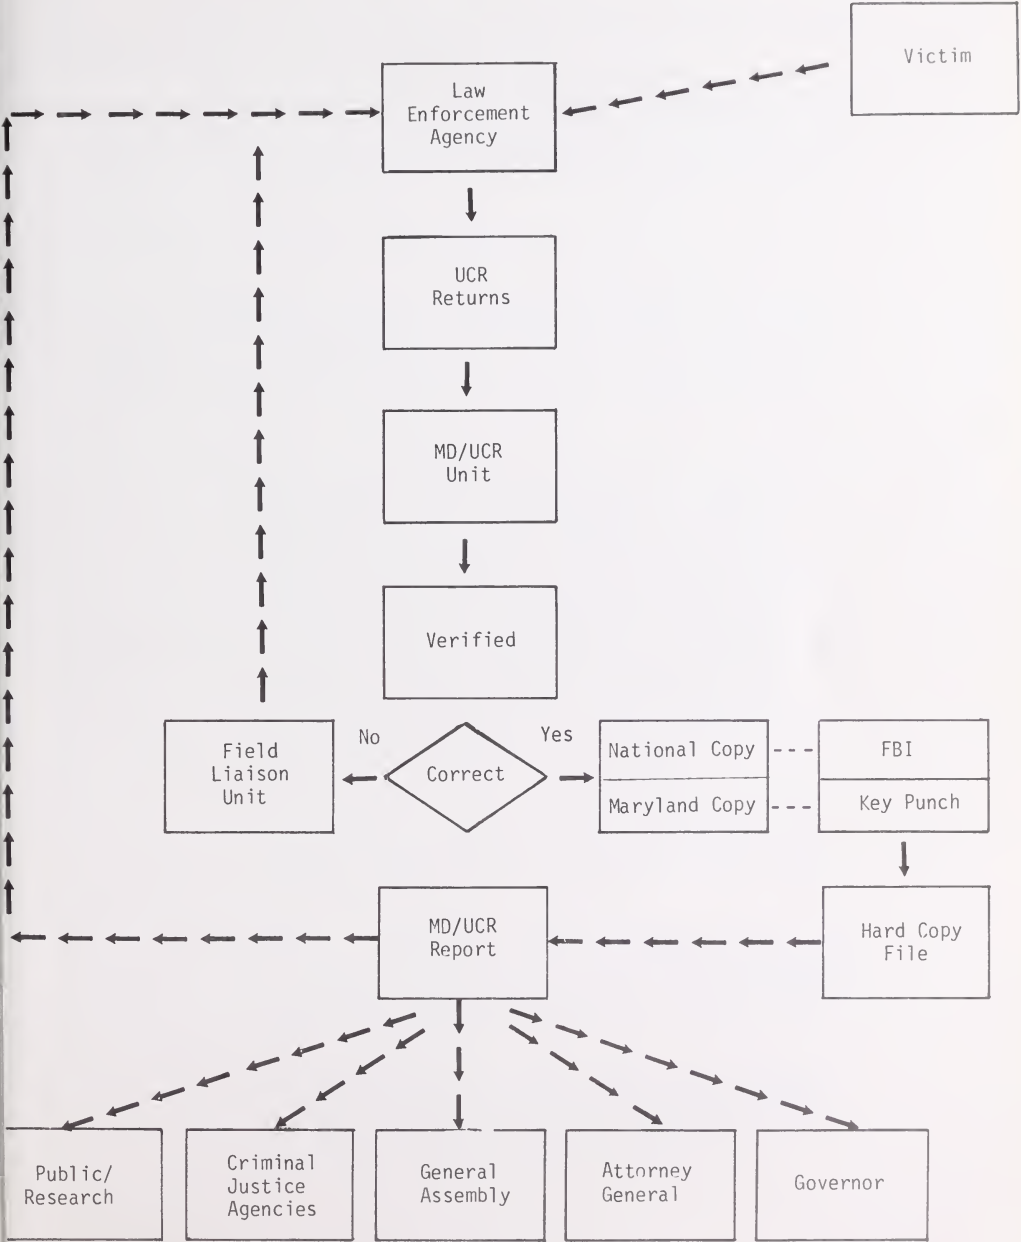 Victim
Law
Enforcement
Agency
UCR
Returns
MD/UCR
Unit
Verified
No
Yes
Field
Liaison
Unit
Correct
National Copy
FBI
Maryland Copy
Key Punch
MD/UCR
Report
Hard Copy
File
Public/
Research
Criminal
Justice
Agencies
General
Assembly
Attorney
General
Governor